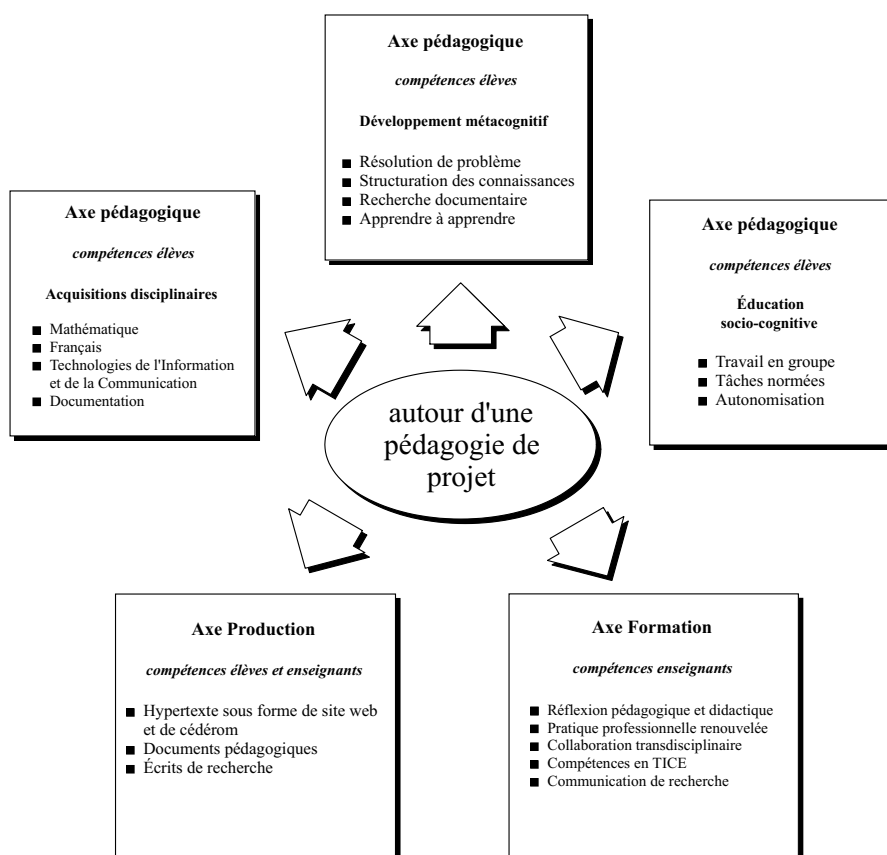 Axe pédagogique
compétences élèves
Développement métacognitif
■ Résolution de problème
■ Structuration des connaissances
■ Recherche documentaire
■ Apprendre à apprendre
Axe pédagogique
compétences élèves
Acquisitions disciplinaires
■ Mathématique
■ Français
■ Technologies de l'Information
et de la Communication
■ Documentation
Axe pédagogique
compétences élèves
Éducation
socio-cognitive
■ Travail en groupe
■ Tâches normées
■ Autonomisation
autour d'une
pédagogie de
projet
Axe Production
compétences élèves et enseignants
■ Hypertexte sous forme de site web
et de cédérom
■ Documents pédagogiques
■ Écrits de recherche
Axe Formation
compétences enseignants
■ Réflexion pédagogique et didactique
■ Pratique professionnelle renouvelée
■ Collaboration transdisciplinaire
■ Compétences en TICE
■ Communication de recherche